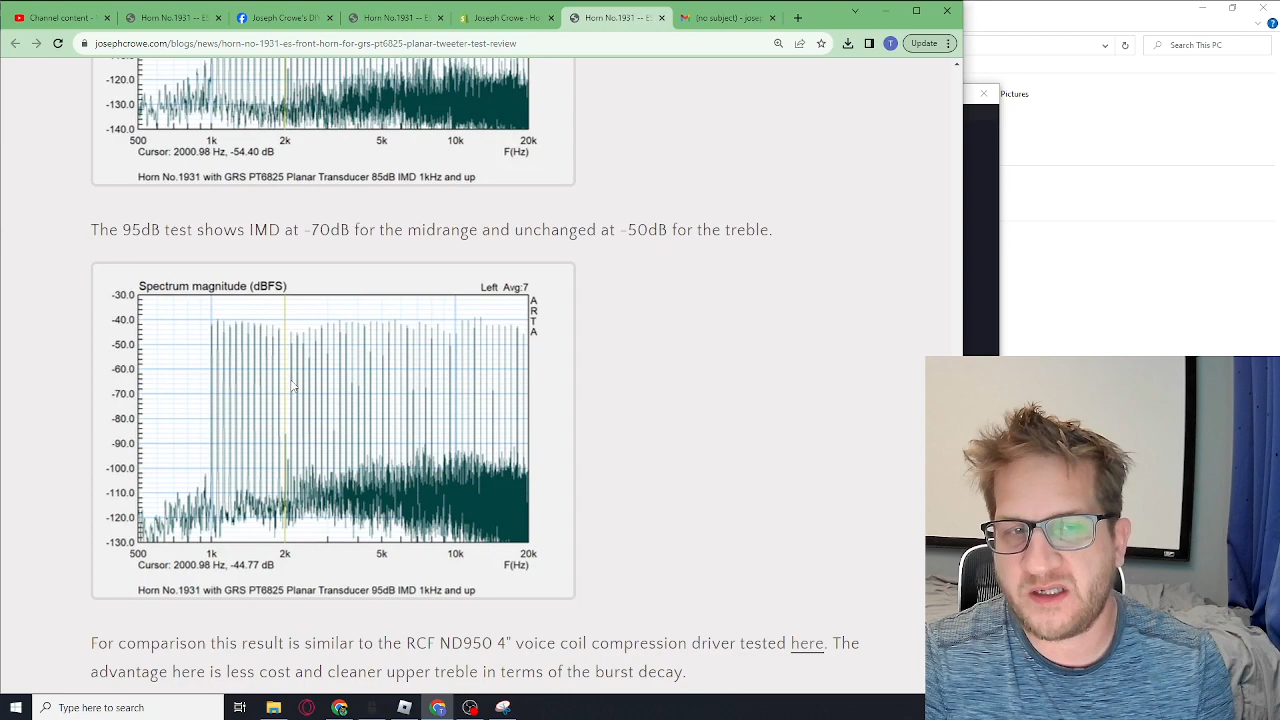 Channel content -
Horn No.1931 -- ES
Joseph Crowe's DIY
Horn No.1931 -- ES
Joseph Crowe · Ho
Horn No.1931 -- ES
(no subject) - josep
josephcrowe.com/blogs/news/horn-no-1931-es-front-horn-for-grs-pt6825-planar-tweeter-test-review
T
Update
Search This PC
Pictures
-120.0
-130.0
-140.0
500 1k 2k 5k 10k 20k
Cursor: 2000.98 Hz, -54.40 dB F(Hz)
Horn No.1931 with GRS PT6825 Planar Transducer 85dB IMD 1kHz and up
The 95dB test shows IMD at -70dB for the midrange and unchanged at -50dB for the treble.
Spectrum magnitude (dBFS) Left Avg:7
-30.0
-40.0
-50.0
-60.0
-70.0
-80.0
-90.0
-100.0
-110.0
-120.0
-130.0
A
R
T
A
500 1k 2k 5k 10k 20k
Cursor: 2000.98 Hz, -44.77 dB F(Hz)
Horn No.1931 with GRS PT6825 Planar Transducer 95dB IMD 1kHz and up
For comparison this result is similar to the RCF ND950 4" voice coil compression driver tested here. The
advantage here is less cost and cleaner upper treble in terms of the burst decay.
Type here to search